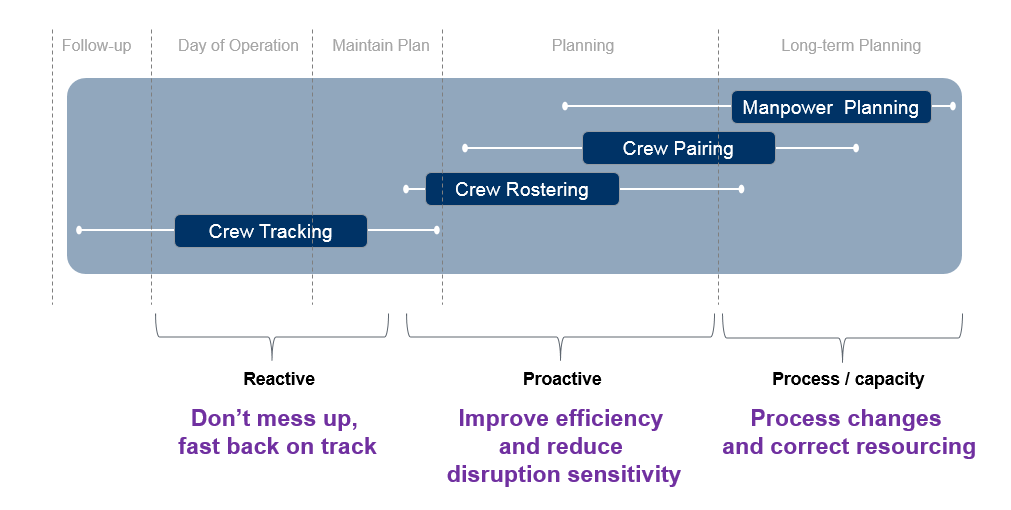 Follow-up
Day of Operation
Maintain Plan
Planning
Long-term Planning
Manpower  Planning
Crew Pairing
Crew Rostering
Crew Tracking
Reactive
Don’t mess up,
fast back on track
Proactive
Improve efficiency
and reduce
disruption sensitivity
Process / capacity
Process changes
and correct resourcing